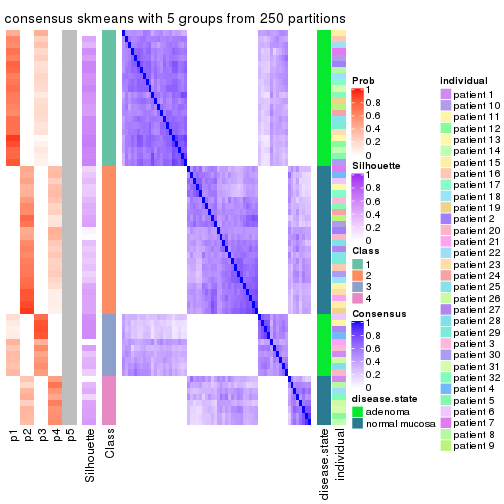 consensus skmeans with 5 groups from 250 partitions
p1
p2
p3
p4
p5
Silhouette
Class
disease.state
individual
Prob
1
0.8
0.6
0.4
0.2
0
Silhouette
1
0.8
0.6
0.4
0.2
0
Class
1
2
3
4
Consensus
1
0.8
0.6
0.4
0.2
0
disease.state
adenoma
normal mucosa
individual
patient 1
patient 10
patient 11
patient 12
patient 13
patient 14
patient 15
patient 16
patient 17
patient 18
patient 19
patient 2
patient 20
patient 21
patient 22
patient 23
patient 24
patient 25
patient 26
patient 27
patient 28
patient 29
patient 3
patient 30
patient 31
patient 32
patient 4
patient 5
patient 6
patient 7
patient 8
patient 9